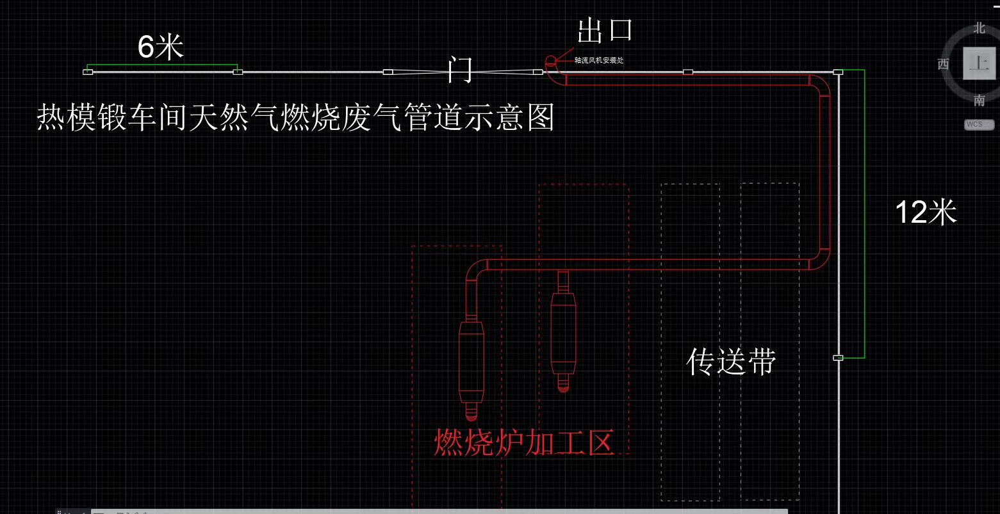 出口
6米
轴流风机安装处
门
热模锻车间天然气燃烧废气管道示意图
北
西
上
南
WCS
12米
传送带
燃烧炉加工区